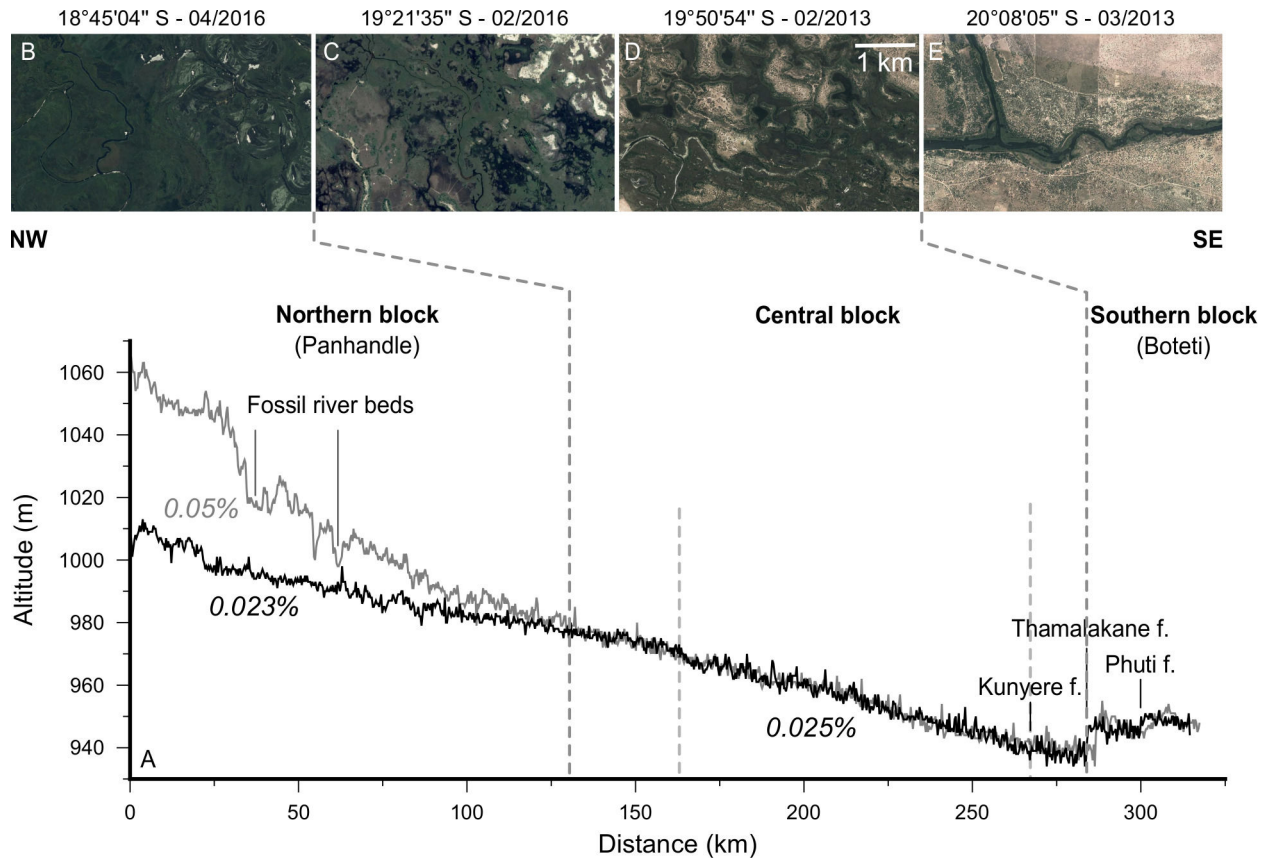 18°45'04'' S - 04/2016
19°21'35'' S - 02/2016
19°50'54'' S - 02/2013
20°08'05'' S - 03/2013
B
C
D
1 km
E
NW
SE
Northern block
(Panhandle)
Central block
Southern block
(Boteti)
Fossil river beds
0.05%
0.023%
0.025%
Thamalakane f.
Phuti f.
Kunyere f.
A
Altitude (m)
1060
1040
1020
1000
980
960
940
0
50
100
150
200
250
300
Distance (km)